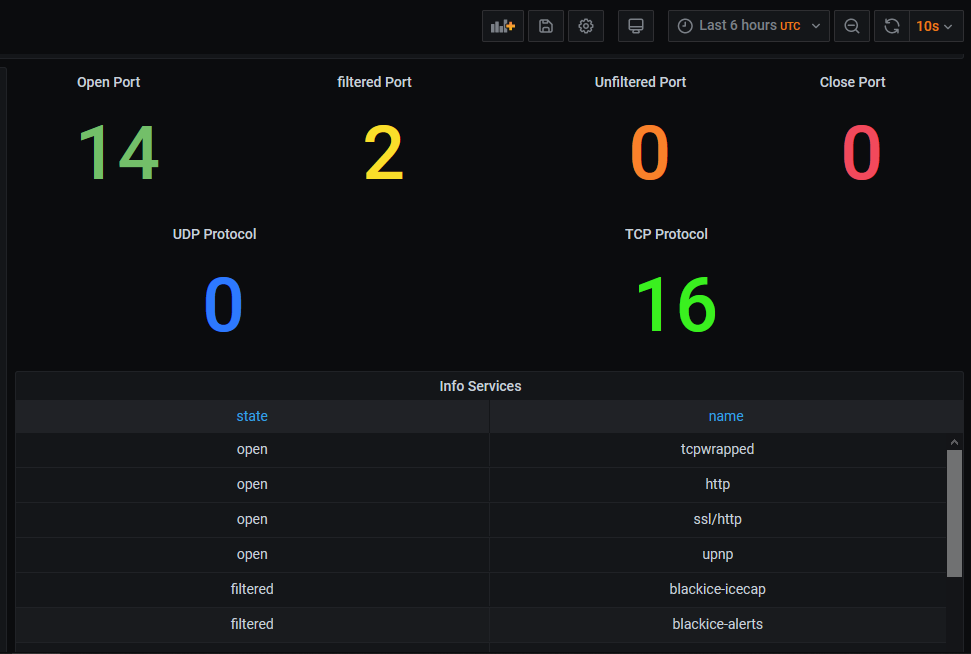 Last 6 hours UTC 10s
Open Port filtered Port Unfiltered Port Close Port
14 2 0 0
UDP Protocol TCP Protocol
0 16
Info Services
state name
open tcpwrapped
open http
open ssl/http
open upnp
filtered blackice-icecap
filtered blackice-alerts